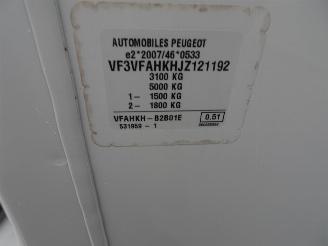 AUTOMOBILES PEUGEOT
e2*2007/46*0533
VF3VFAHKHJZ121192
3100 KG
5000 KG
1- 1500 KG
2- 1800 KG
VFAHKH-B2B01E 0.51
531959 - 1